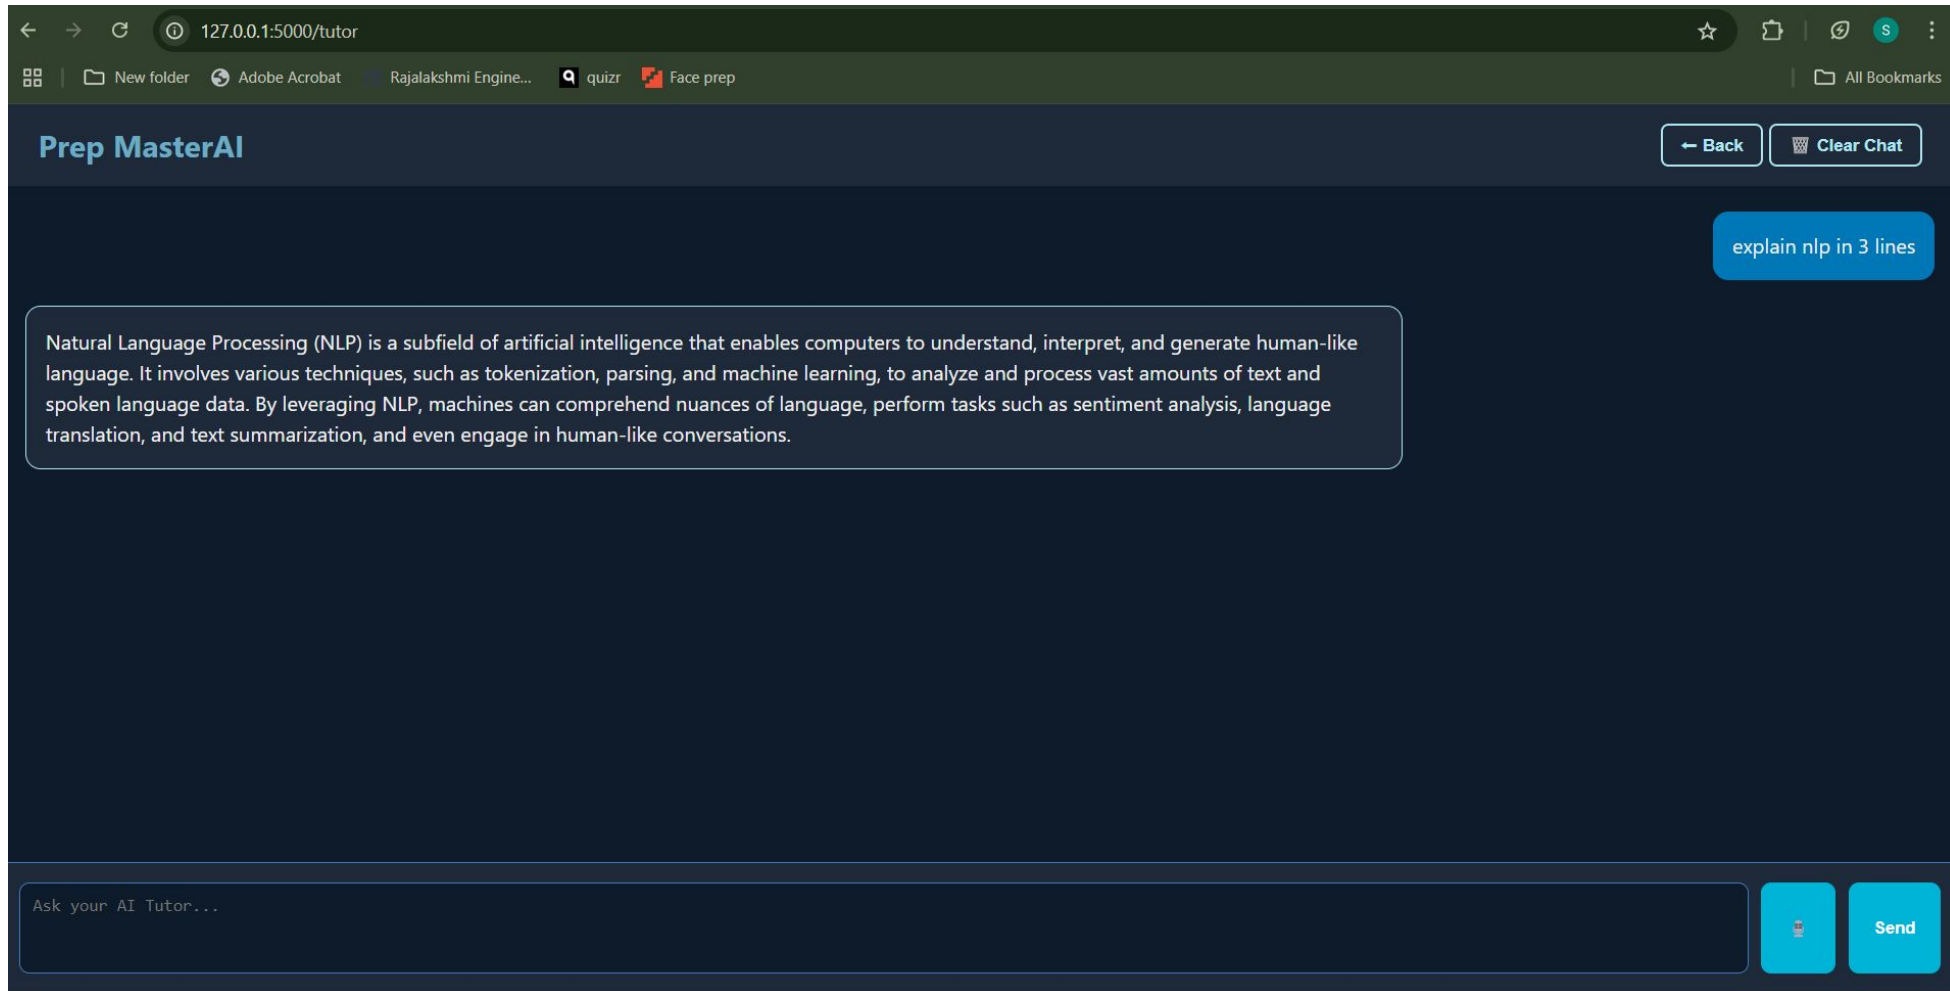 127.0.0.1:5000/tutor
S
New folder Adobe Acrobat Rajalakshmi Engine... quizr Face prep All Bookmarks
Prep MasterAI
← Back Clear Chat
explain nlp in 3 lines
Natural Language Processing (NLP) is a subfield of artificial intelligence that enables computers to understand, interpret, and generate human-like
language. It involves various techniques, such as tokenization, parsing, and machine learning, to analyze and process vast amounts of text and
spoken language data. By leveraging NLP, machines can comprehend nuances of language, perform tasks such as sentiment analysis, language
translation, and text summarization, and even engage in human-like conversations.
Ask your AI Tutor...
Send